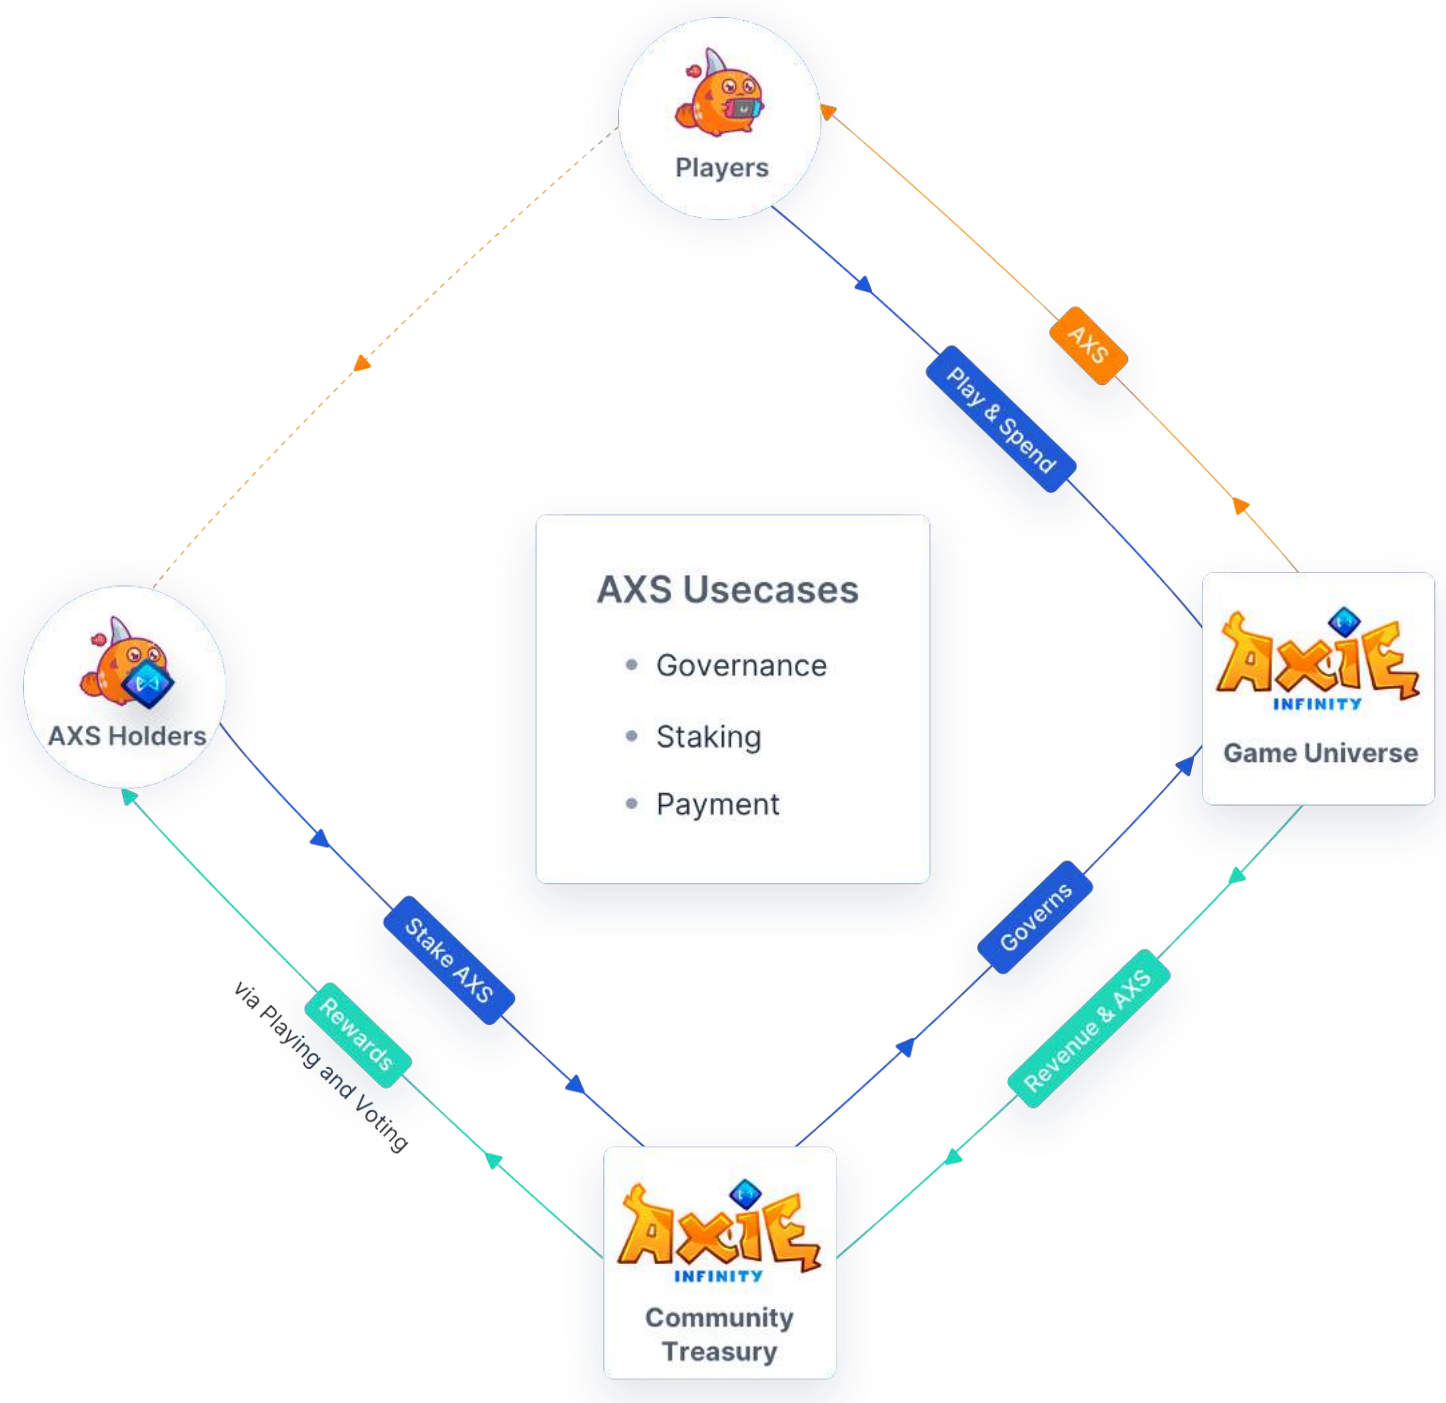 Players
AXS
Play & Spend
AXS Usecases
Governance
Staking
Payment
AXS Holders
AXIE
INFINITY
Game Universe
Stake AXS
Rewards
via Playing and Voting
Governs
Revenue & AXS
AXIE
INFINITY
Community
Treasury